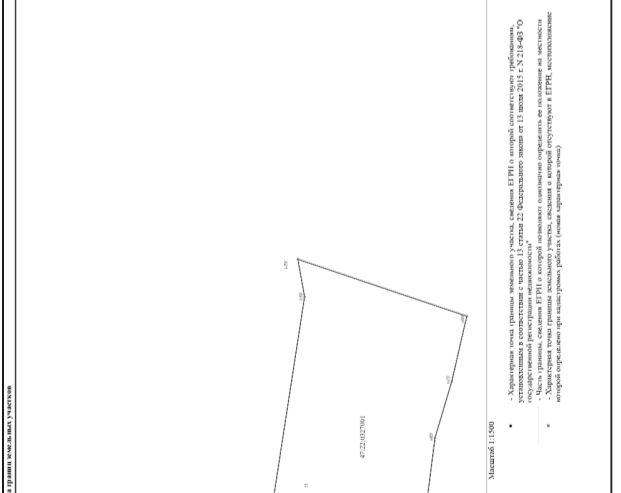 а границ земельных участков
47:22:0327001
Масштаб 1:1500
- Характерная точка границы земельного участка, сведения ЕГРН о которой соответствуют требованиям,
установленным в соответствии с частью 13 статьи 22 Федерального закона от 13 июля 2015 г. N 218-ФЗ "О
государственной регистрации недвижимости"
- Часть границы, сведения ЕГРН о которой позволяют однозначно определить ее положение на местности
- Характерная точка границы земельного участка, сведения о которой отсутствуют в ЕГРН, местоположение
которой определено при кадастровых работах (новая характерная точка)